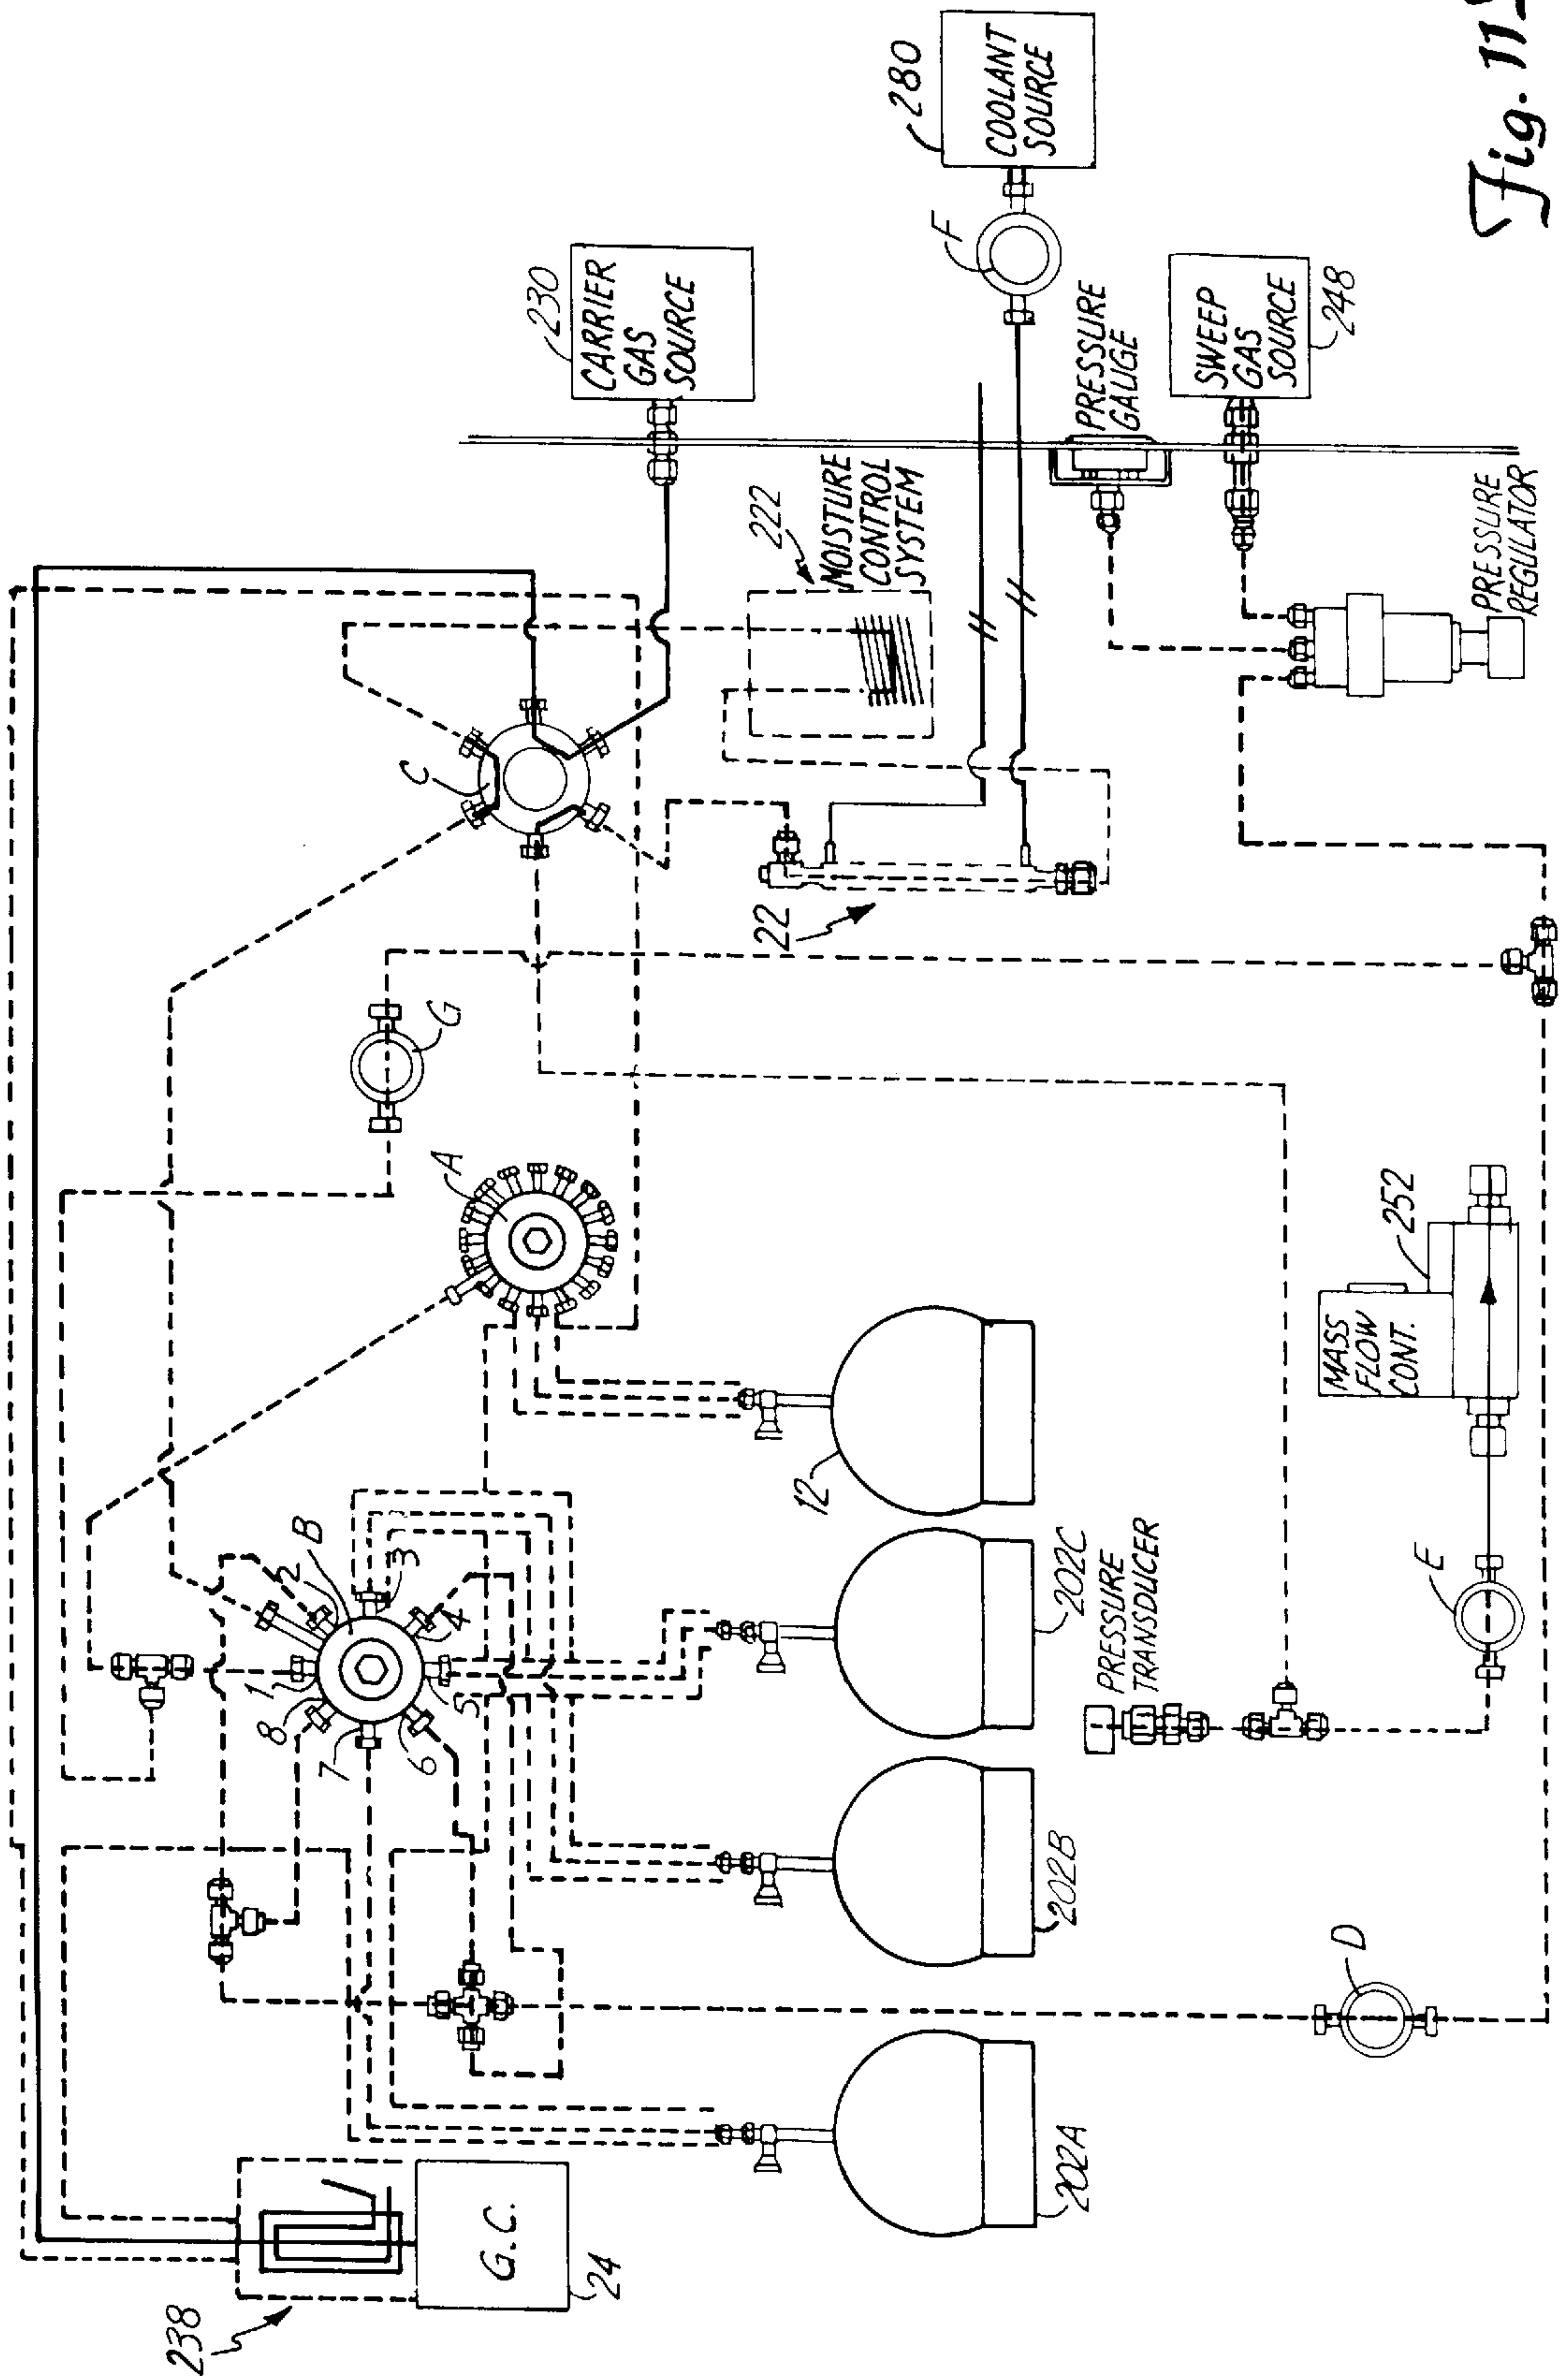 238
G.C.
24
8
1
2
B
3
4
5
6
7
A
G
C
230
CARRIER
GAS
SOURCE
222
MOISTURE
CONTROL
SYSTEM
280
COOLANT
SOURCE
F
PRESSURE
GAUGE
SWEEP
GAS
SOURCE
248
PRESSURE
REGULATOR
22
12
202A
202B
202C
PRESSURE
TRANSDUCER
MASS
FLOW
CONT.
252
E
D
Fig.